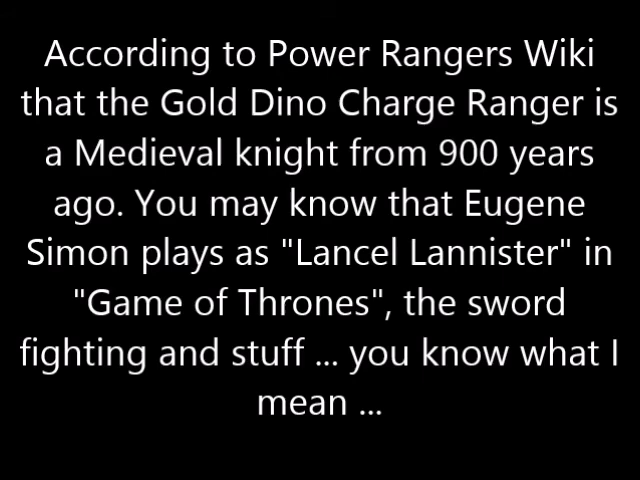 According to Power Rangers Wiki
that the Gold Dino Charge Ranger is
a Medieval knight from 900 years
ago. You may know that Eugene
Simon plays as "Lancel Lannister" in
"Game of Thrones", the sword
fighting and stuff ... you know what I
mean ...